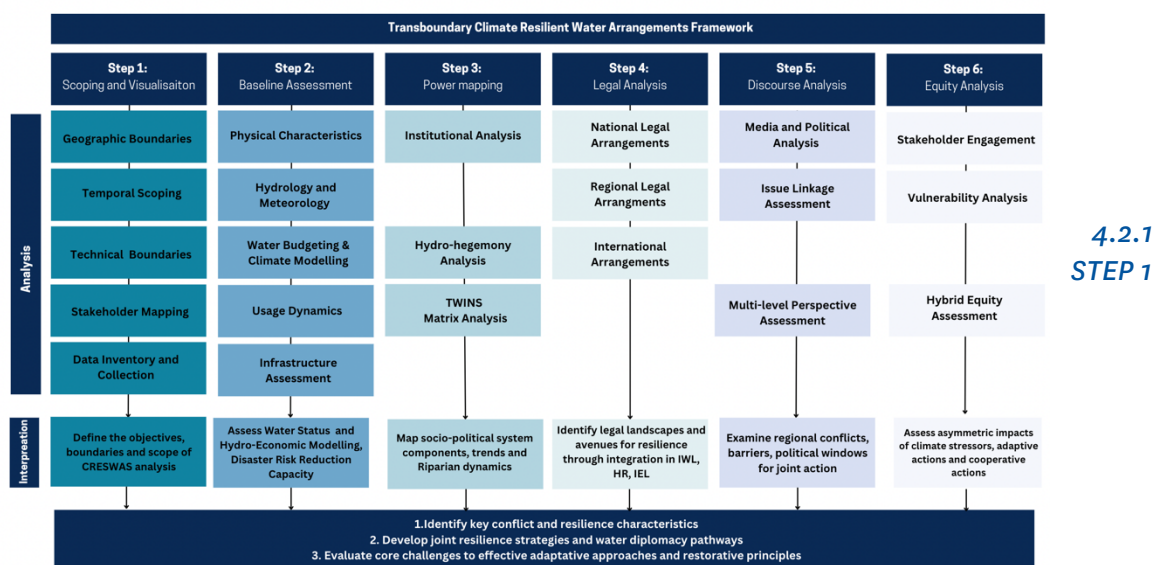 Transboundary Climate Resilient Water Arrangements Framework
Step 1:
Scoping and Visualisaiton
Step 2:
Baseline Assessment
Step 3:
Power mapping
Step 4:
Legal Analysis
Step 5:
Discourse Analysis
Step 6:
Equity Analysis
Analysis
Geographic Boundaries
Temporal Scoping
Technical Boundaries
Stakeholder Mapping
Data Inventory and
Collection
Physical Characteristics
Hydrology and
Meteorology
Water Budgeting &
Climate Modelling
Usage Dynamics
Infrastructure
Assessment
Institutional Analysis
Hydro-hegemony
Analysis
TWINS
Matrix Analysis
National Legal
Arrangements
Regional Legal
Arrangments
International
Arrangements
Media and Political
Analysis
Issue Linkage
Assessment
Multi-level Perspective
Assessment
Stakeholder Engagement
Vulnerability Analysis
Hybrid Equity
Assessment
Interpreation
Define the objectives,
boundaries and scope of
CRESWAS analysis
Assess Water Status and
Hydro-Economic Modelling,
Disaster Risk Reduction
Capacity
Map socio-political system
components, trends and
Riparian dynamics
Identify legal landscapes and
avenues for resilience
through integration in IWL,
HR, IEL
Examine regional conflicts,
barriers, political windows
for joint action
Assess asymmetric impacts
of climate stressors, adaptive
actions and cooperative
actions
1.Identify key conflict and resilience characteristics
2. Develop joint resilience strategies and water diplomacy pathways
3. Evaluate core challenges to effective adaptative approaches and restorative principles
4.2.1
STEP 1